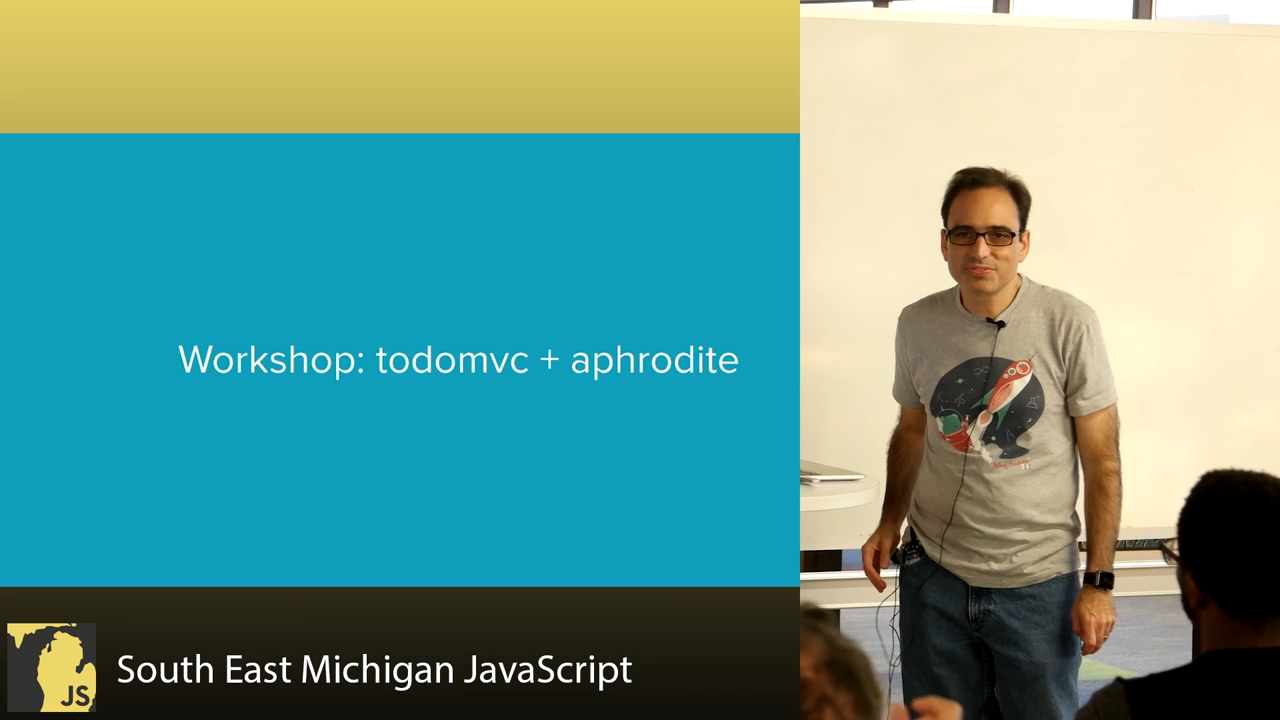 Workshop: todomvc + aphrodite
JS
South East Michigan JavaScript